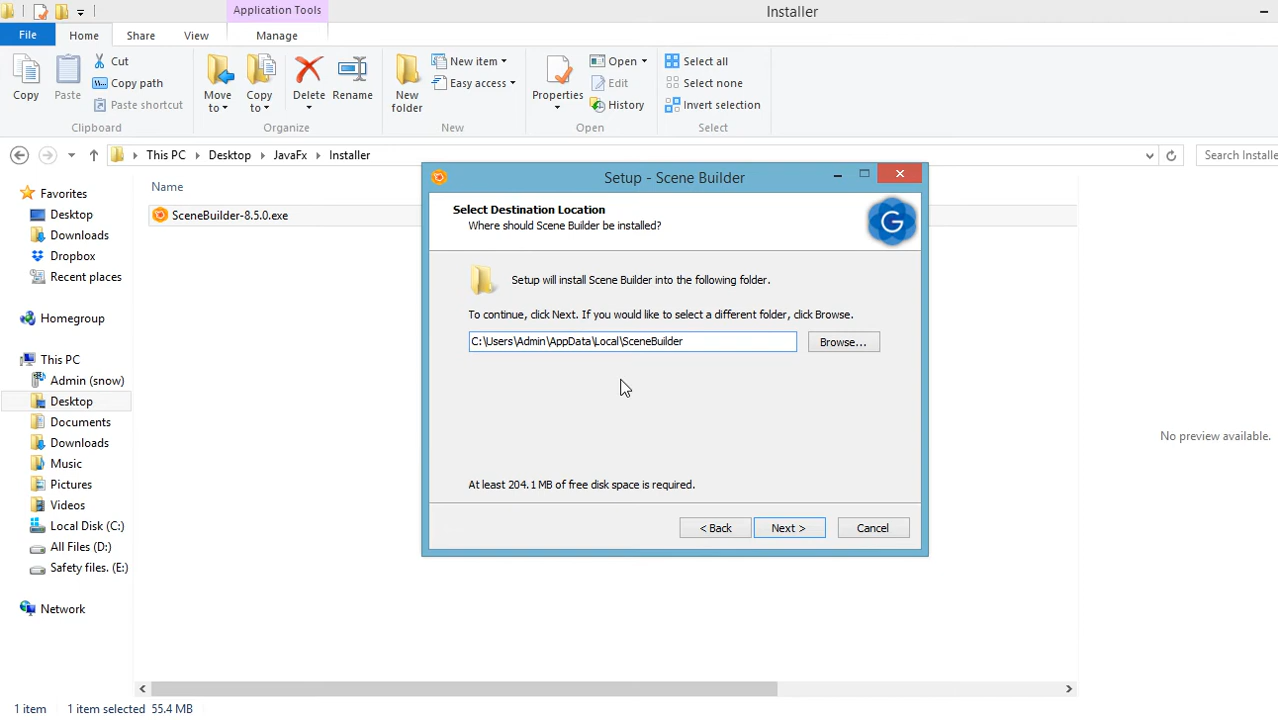 Application Tools
Installer
File
Home
Share
View
Manage
Copy
Paste
Cut
Copy path
Paste shortcut
Clipboard
Move to
Copy to
Delete
Rename
Organize
New folder
New item
Easy access
New
Properties
Open
Edit
History
Open
Select all
Select none
Invert selection
Select
This PC
Desktop
JavaFx
Installer
Search Installe
Favorites
Desktop
Downloads
Dropbox
Recent places
Homegroup
This PC
Admin (snow)
Desktop
Documents
Downloads
Music
Pictures
Videos
Local Disk (C:)
All Files (D:)
Safety files. (E:)
Network
Name
SceneBuilder-8.5.0.exe
Setup - Scene Builder
Select Destination Location
Where should Scene Builder be installed?
G
Setup will install Scene Builder into the following folder.
To continue, click Next. If you would like to select a different folder, click Browse.
C:\Users\Admin\AppData\Local\SceneBuilder
Browse...
At least 204.1 MB of free disk space is required.
< Back
Next >
Cancel
No preview available.
1 item
1 item selected 55.4 MB